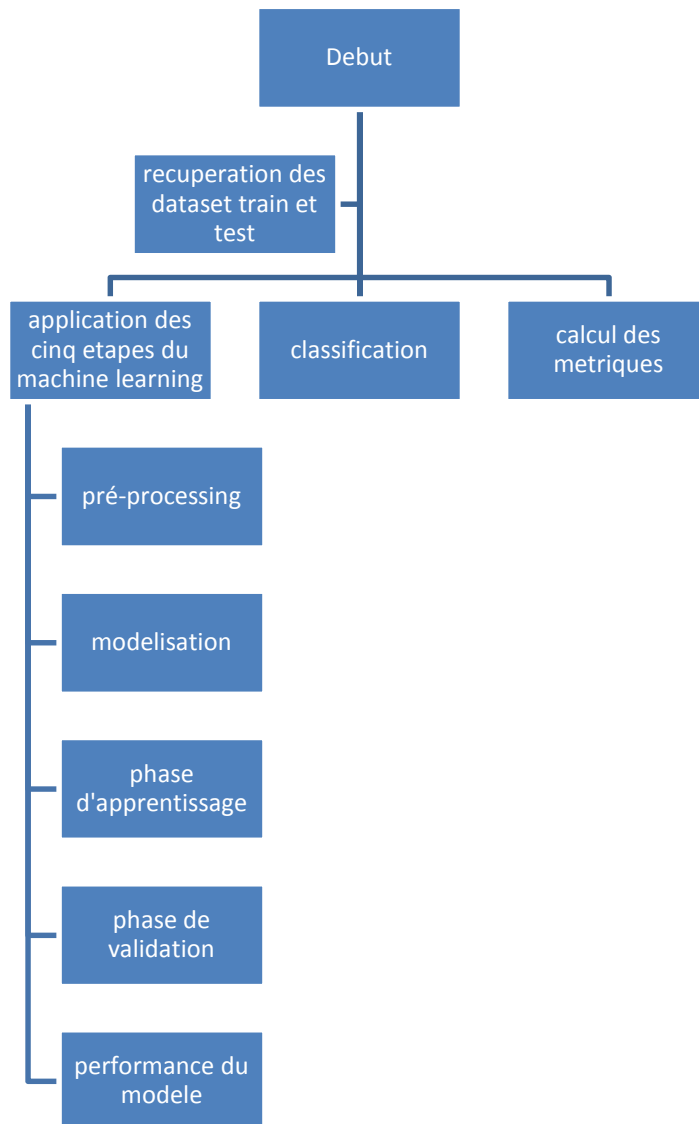 Debut
recuperation des
dataset train et
test
application des
cinq etapes du
machine learning
classification
calcul des
metriques
pré-processing
modelisation
phase
d'apprentissage
phase de
validation
performance du
modele